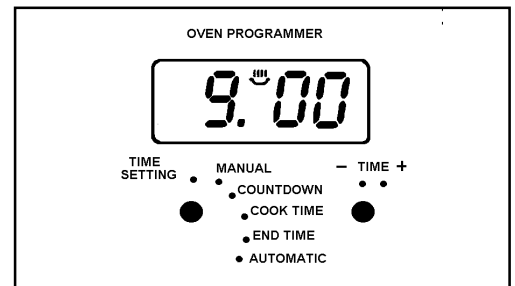 OVEN PROGRAMMER
9.00
TIME
SETTING
MANUAL
COUNTDOWN
COOK TIME
END TIME
AUTOMATIC
− TIME +